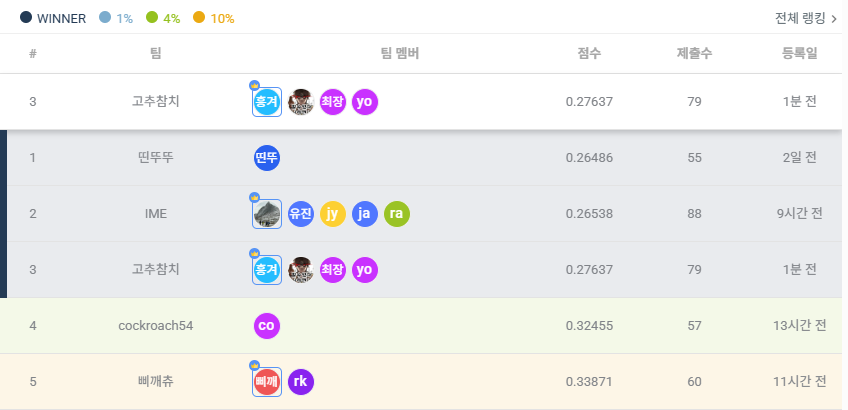 WINNER 1% 4% 10% 전체 랭킹 >
# 팀 팀 멤버 점수 제출수 등록일
3 고추참치 홍겨 최장 yo 0.27637 79 1분 전
1 띤뚜뚜 띤뚜 0.26486 55 2일 전
2 IME 유진 jy ja ra 0.26538 88 9시간 전
3 고추참치 홍겨 최장 yo 0.27637 79 1분 전
4 cockroach54 co 0.32455 57 13시간 전
5 삐깨츄 삐깨 rk 0.33871 60 11시간 전